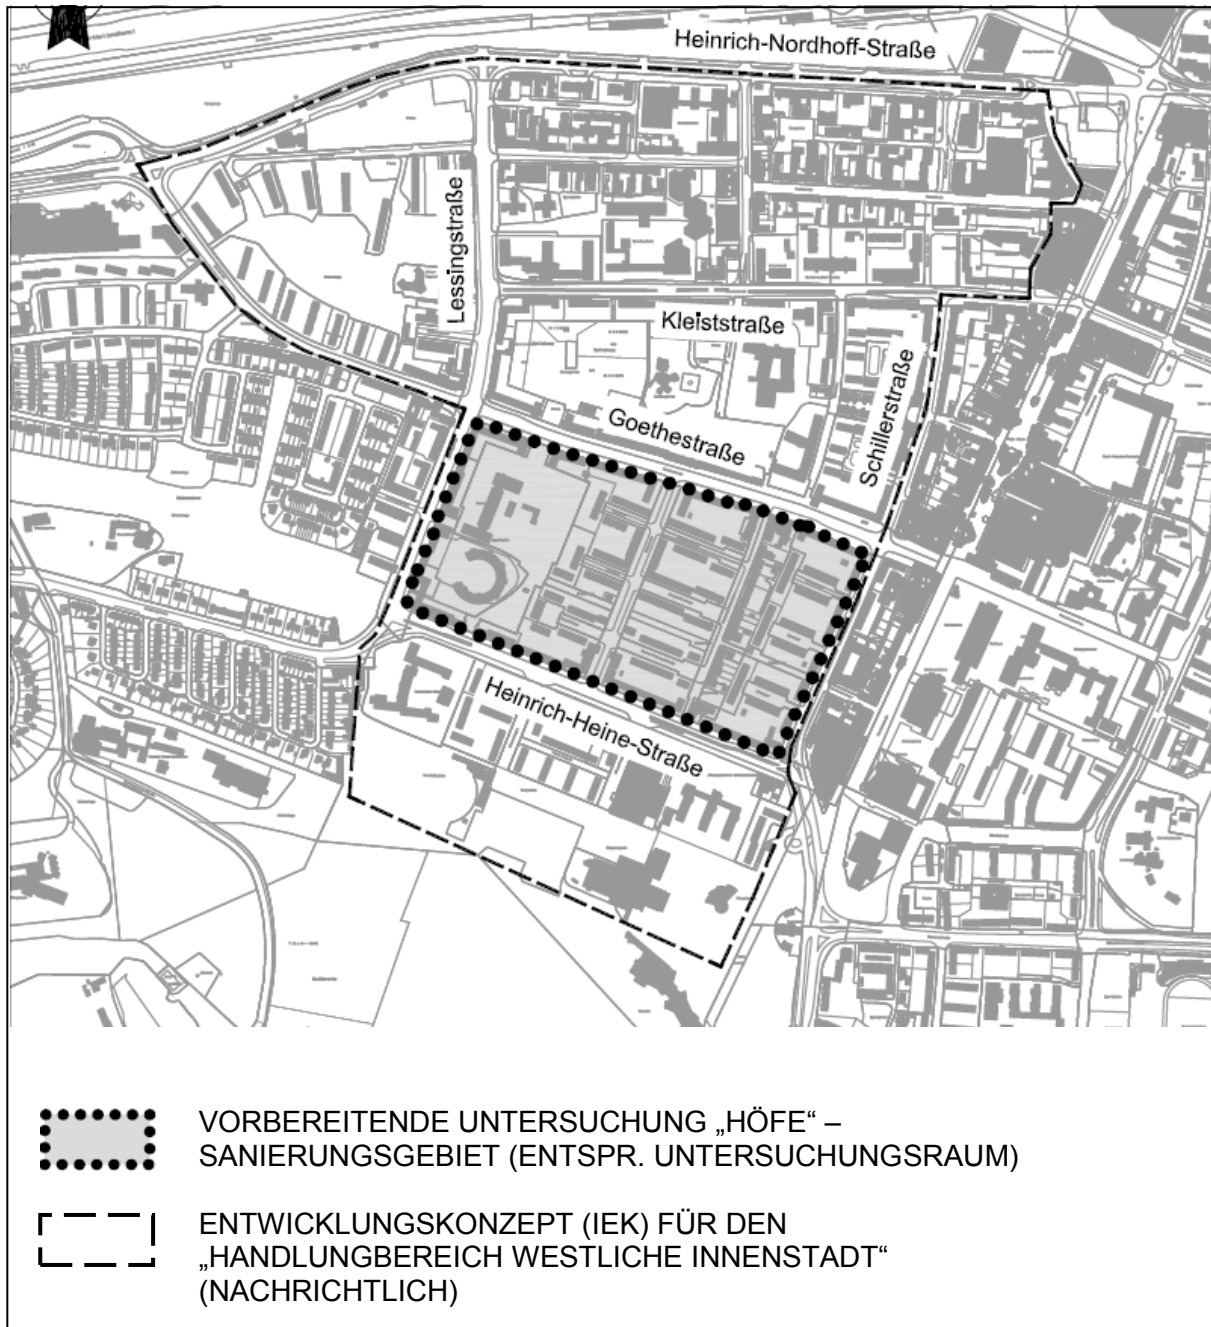 Heinrich-Nordhoff-Straße
Lessingstraße
Kleiststraße
Schillerstraße
Goethestraße
Heinrich-Heine-Straße
VORBEREITENDE UNTERSUCHUNG „HÖFE“ –
SANIERUNGSGEBIET (ENTSPR. UNTERSUCHUNGSRAUM)
ENTWICKLUNGSKONZEPT (IEK) FÜR DEN
„HANDLUNGBEREICH WESTLICHE INNENSTADT“
(NACHRICHTLICH)